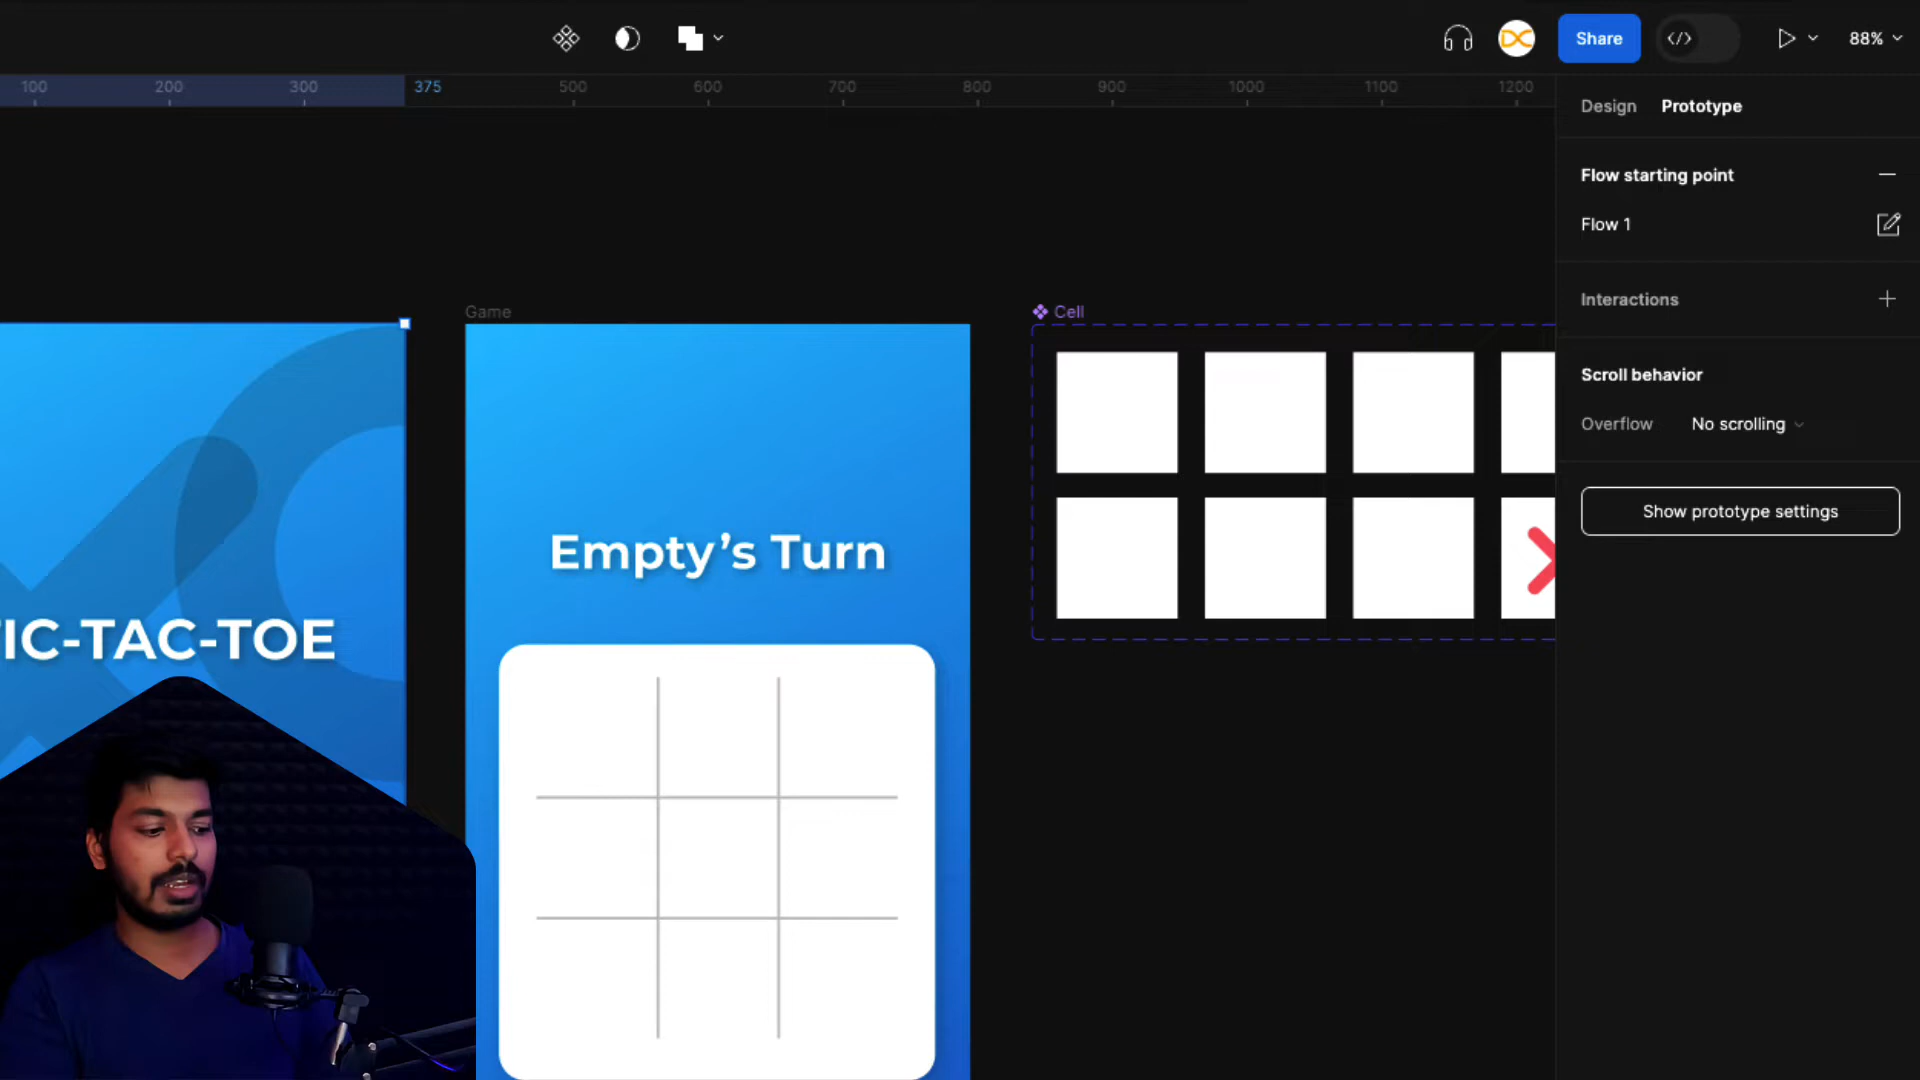 Share
88%
100
200
300
375
500
600
700
800
900
1000
1100
1200
Design
Prototype
Flow starting point
Flow 1
Interactions
Scroll behavior
Overflow
No scrolling
Show prototype settings
Game
Cell
Empty’s Turn
TIC-TAC-TOE